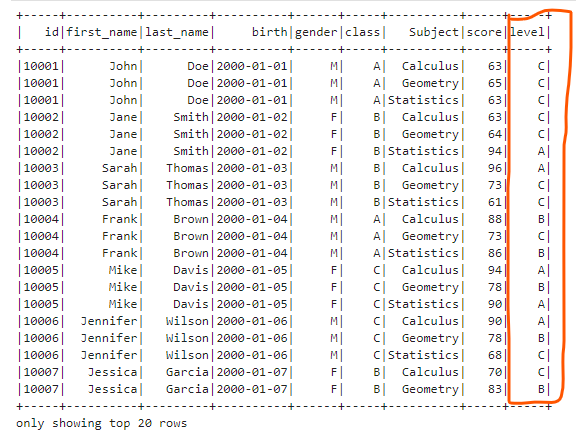 +-----+----------+---------+----------+------+-----+----------+-----+-----+
|   id|first_name|last_name|     birth|gender|class|   Subject|score|level|
+-----+----------+---------+----------+------+-----+----------+-----+-----+
|10001|      John|      Doe|2000-01-01|     M|    A|  Calculus|   63|    C|
|10001|      John|      Doe|2000-01-01|     M|    A|  Geometry|   65|    C|
|10001|      John|      Doe|2000-01-01|     M|    A|Statistics|   63|    C|
|10002|      Jane|    Smith|2000-01-02|     F|    B|  Calculus|   63|    C|
|10002|      Jane|    Smith|2000-01-02|     F|    B|  Geometry|   64|    C|
|10002|      Jane|    Smith|2000-01-02|     F|    B|Statistics|   94|    A|
|10003|     Sarah|   Thomas|2000-01-03|     M|    B|  Calculus|   96|    A|
|10003|     Sarah|   Thomas|2000-01-03|     M|    B|  Geometry|   73|    C|
|10003|     Sarah|   Thomas|2000-01-03|     M|    B|Statistics|   61|    C|
|10004|     Frank|    Brown|2000-01-04|     M|    A|  Calculus|   88|    B|
|10004|     Frank|    Brown|2000-01-04|     M|    A|  Geometry|   73|    C|
|10004|     Frank|    Brown|2000-01-04|     M|    A|Statistics|   86|    B|
|10005|      Mike|    Davis|2000-01-05|     F|    C|  Calculus|   94|    A|
|10005|      Mike|    Davis|2000-01-05|     F|    C|  Geometry|   78|    B|
|10005|      Mike|    Davis|2000-01-05|     F|    C|Statistics|   90|    A|
|10006|  Jennifer|   Wilson|2000-01-06|     M|    C|  Calculus|   90|    A|
|10006|  Jennifer|   Wilson|2000-01-06|     M|    C|  Geometry|   78|    B|
|10006|  Jennifer|   Wilson|2000-01-06|     M|    C|Statistics|   68|    C|
|10007|   Jessica|   Garcia|2000-01-07|     F|    B|  Calculus|   70|    C|
|10007|   Jessica|   Garcia|2000-01-07|     F|    B|  Geometry|   83|    B|
+-----+----------+---------+----------+------+-----+----------+-----+-----+
only showing top 20 rows